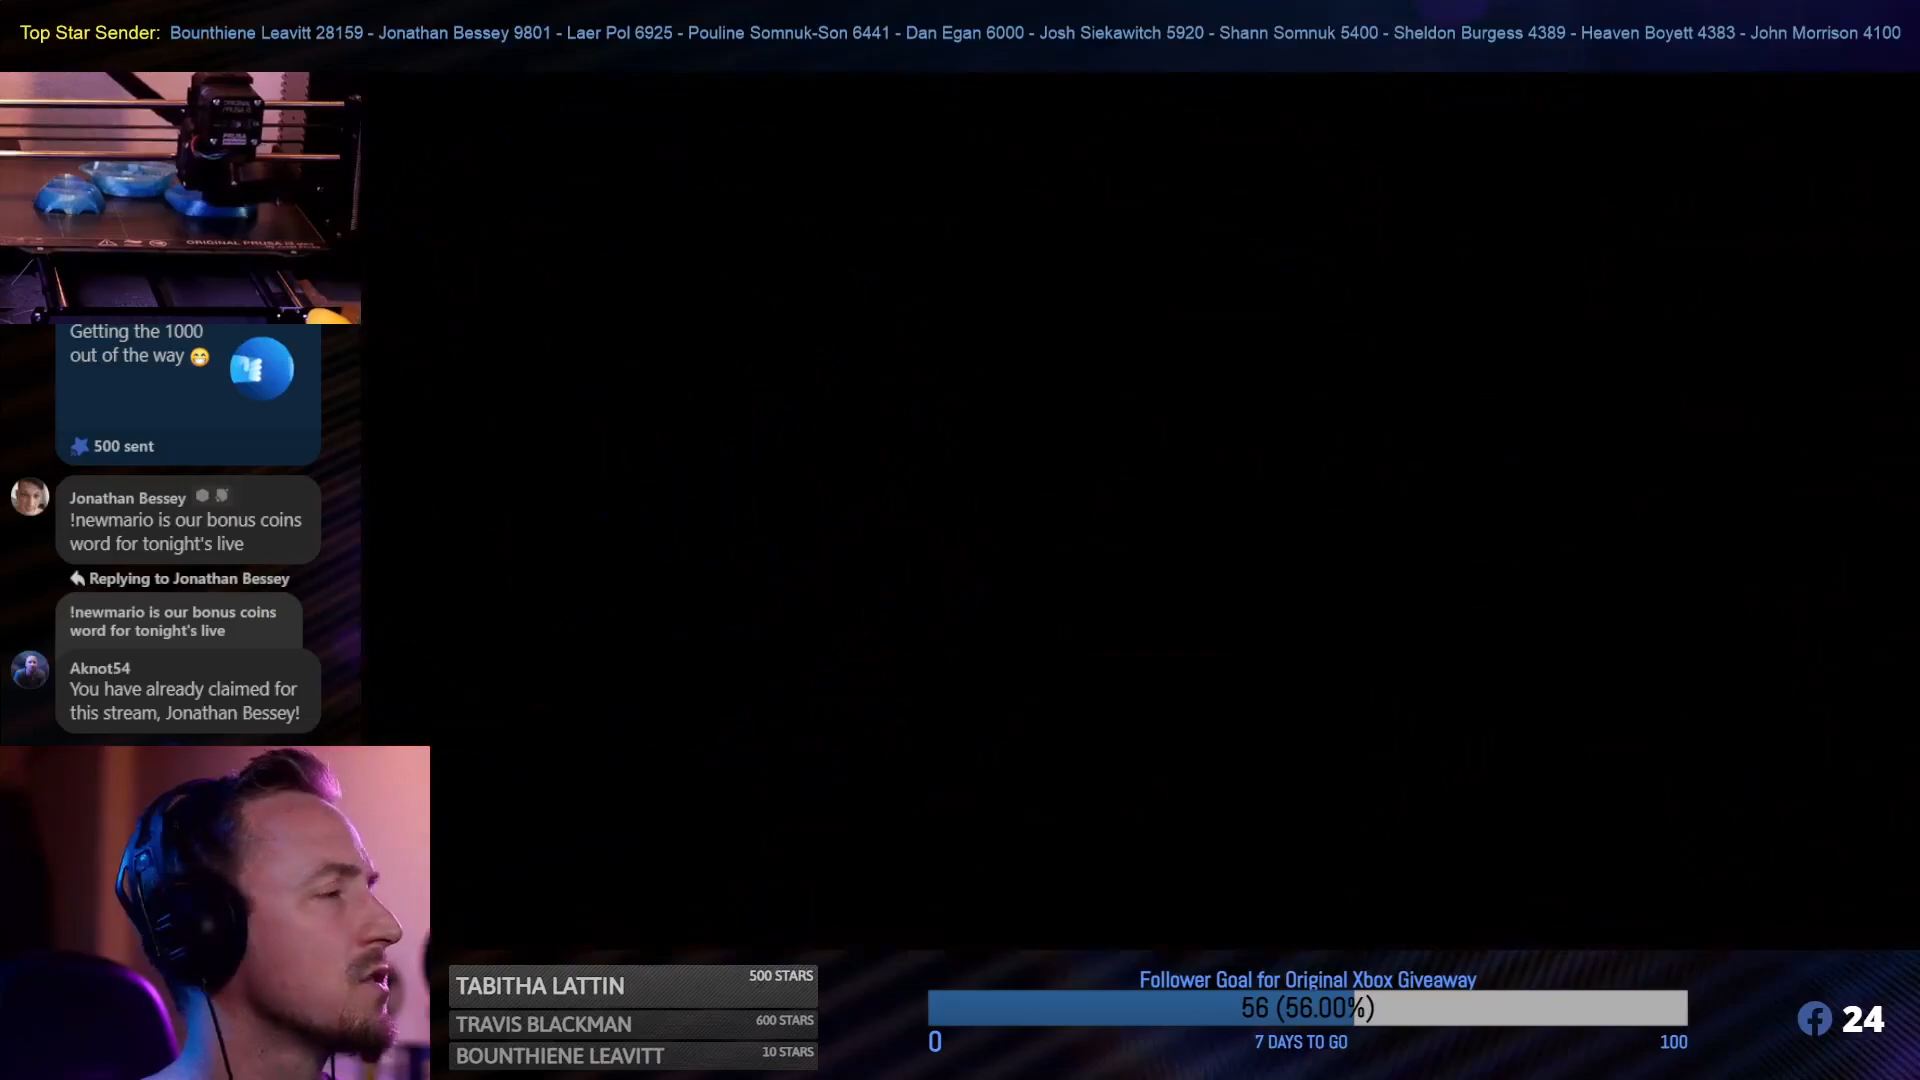 Top Star Sender: Bounthiene Leavitt 28159 - Jonathan Bessey 9801 - Laer Pol 6925 - Pouline Somnuk-Son 6441 - Dan Egan 6000 - Josh Siekawitch 5920 - Shann Somnuk 5400 - Sheldon Burgess 4389 - Heaven Boyett 4383 - John Morrison 4100
ORIGINAL PRUSA
Getting the 1000
out of the way 😁
500 sent
Jonathan Bessey
!newmario is our bonus coins
word for tonight's live
Replying to Jonathan Bessey
!newmario is our bonus coins
word for tonight's live
Aknot54
You have already claimed for
this stream, Jonathan Bessey!
TABITHA LATTIN 500 STARS
TRAVIS BLACKMAN 600 STARS
BOUNTHIENE LEAVITT 10 STARS
Follower Goal for Original Xbox Giveaway
56 (56.00%)
0 7 DAYS TO GO 100
24